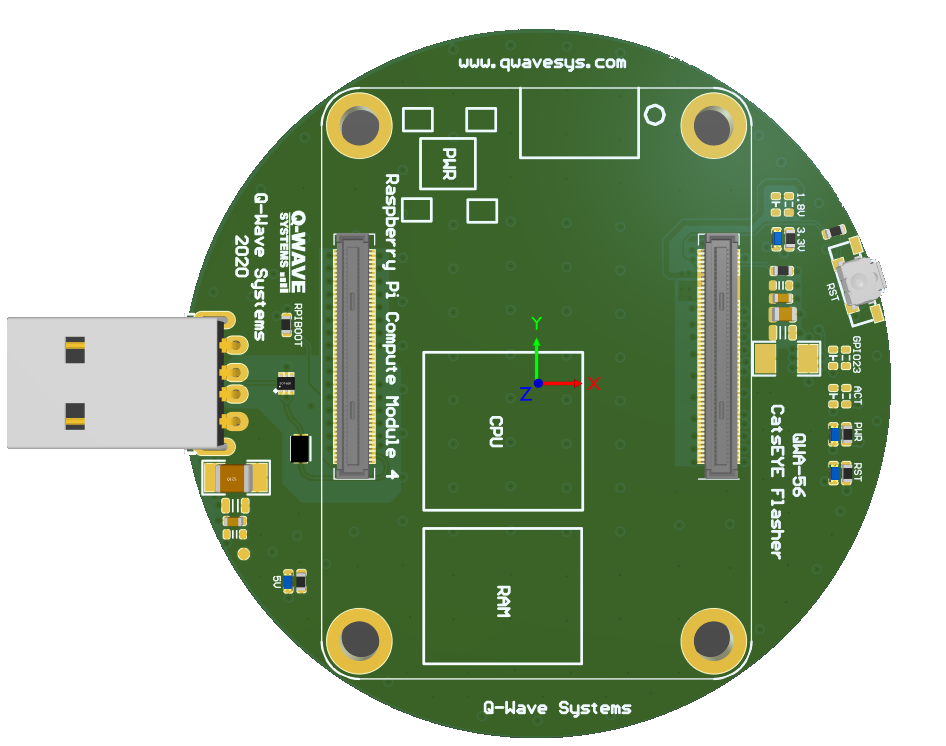 www.qwavesys.com
PWR
Raspberry Pi Compute Module 4
Q-WAVE
SYSTEMS
Q-Wave Systems
2020
RPIBOOT
1.8V
3.3V
RST
GPIO23
ACT
PWR
RST
Y
X
Z
CPU
QWA-56
CatsEYE Flasher
5V
RAM
Q-Wave Systems